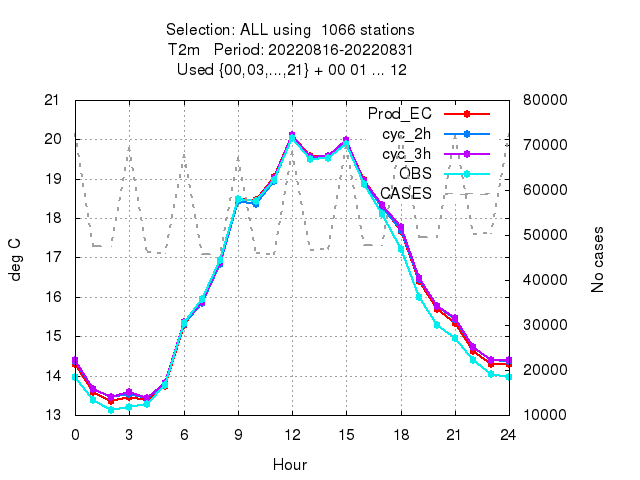 Selection: ALL using  1066 stations
T2m   Period: 20220816-20220831
Used {00,03,...,21} + 00 01 ... 12
21 80000
Prod_EC
20 70000
cyc_2h
cyc_3h
19 OBS 60000
CASES
18 50000
deg C
No cases
17 40000
16 30000
15
14 20000
13 10000
0 3 6 9 12 15 18 21 24
Hour